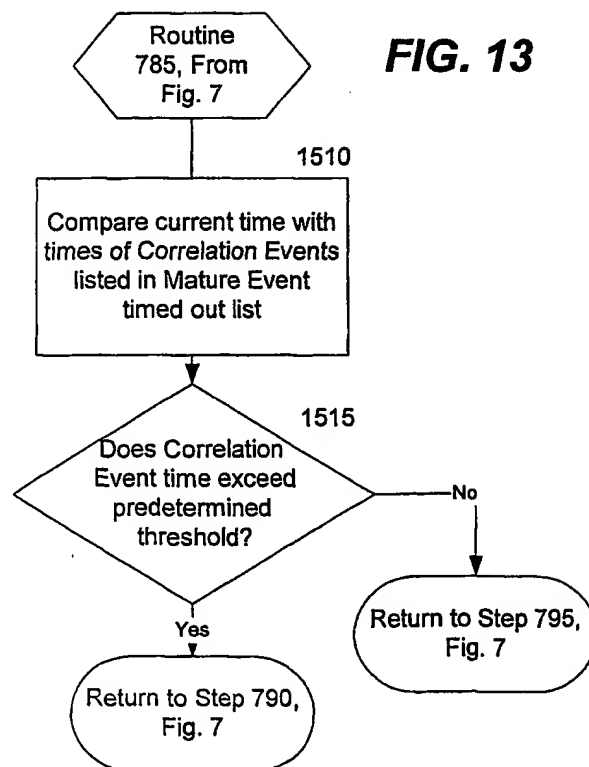 Routine
785, From
Fig. 7
FIG. 13
1510
Compare current time with
times of Correlation Events
listed in Mature Event
timed out list
1515
Does Correlation
Event time exceed
predetermined
threshold?
No
Return to Step 795,
Fig. 7
Yes
Return to Step 790,
Fig. 7